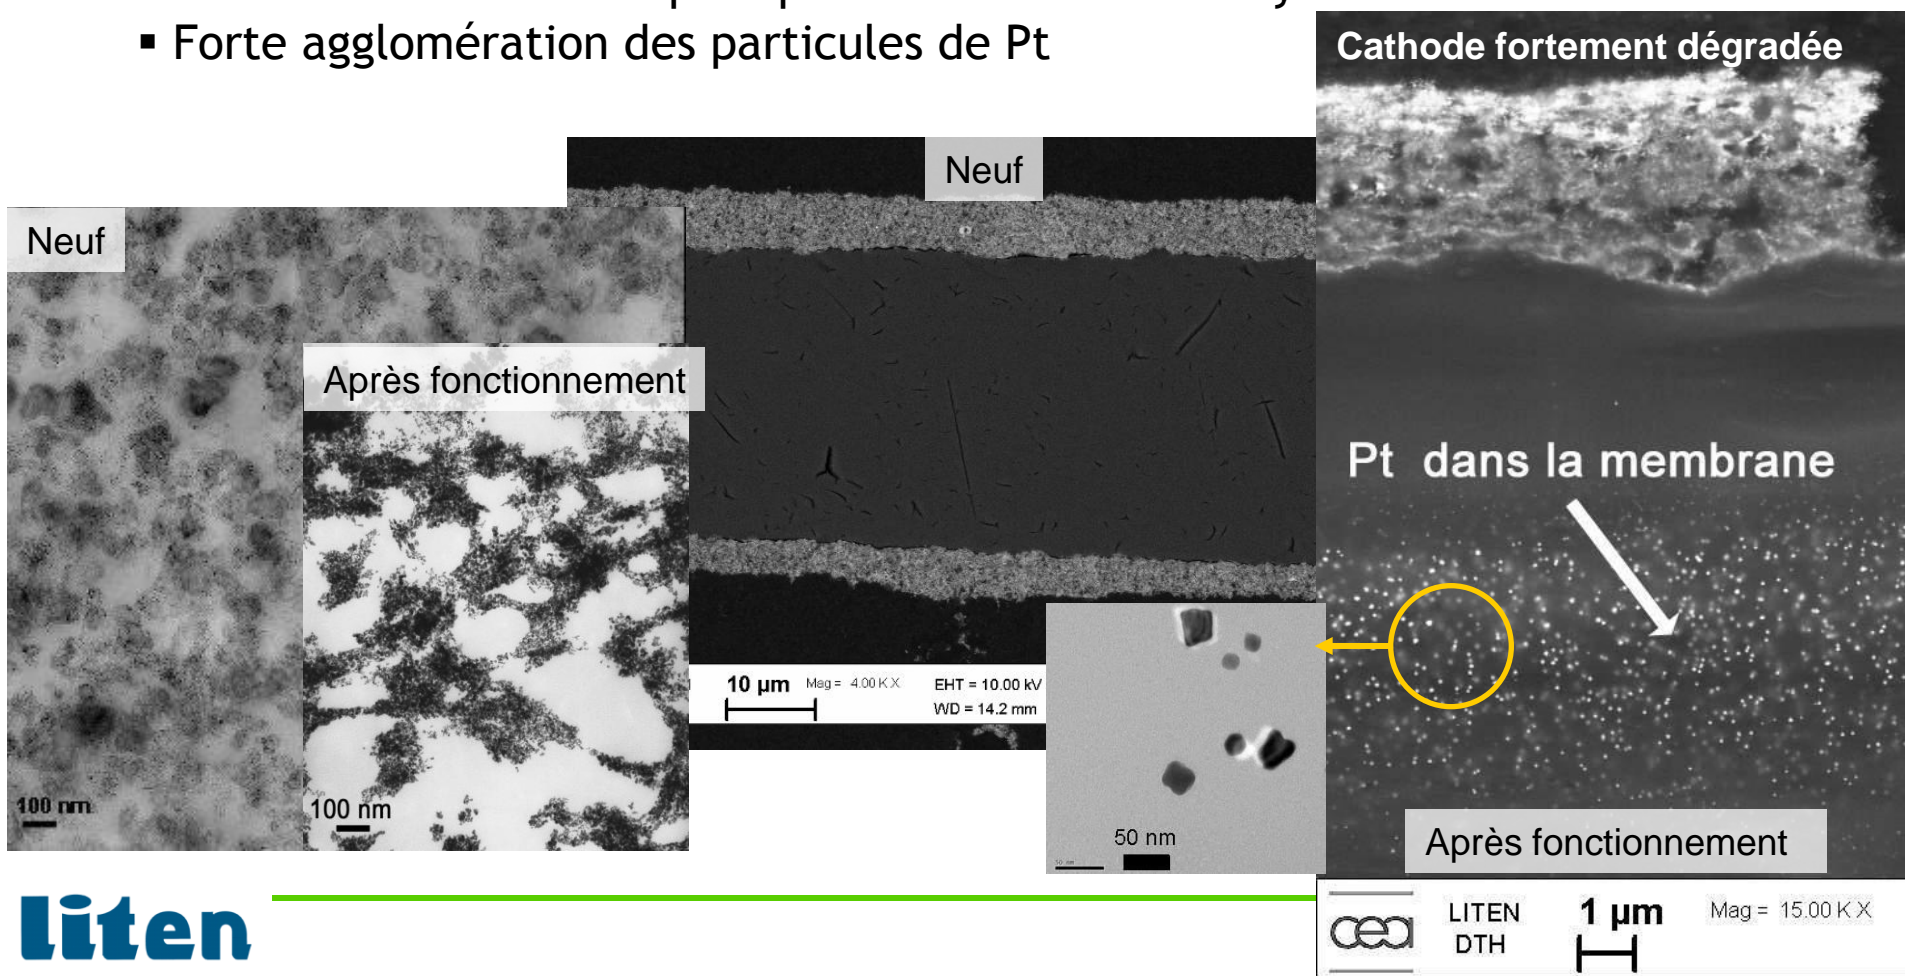 ▪ Forte agglomération des particules de Pt
Cathode fortement dégradée
Neuf
Neuf
Après fonctionnement
Pt dans la membrane
10 µm Mag = 4.00 K X EHT = 10.00 kV
WD = 14.2 mm
100 nm
100 nm
50 nm
Après fonctionnement
liten
cea
LITEN
DTH
1 µm
Mag = 15.00 K X